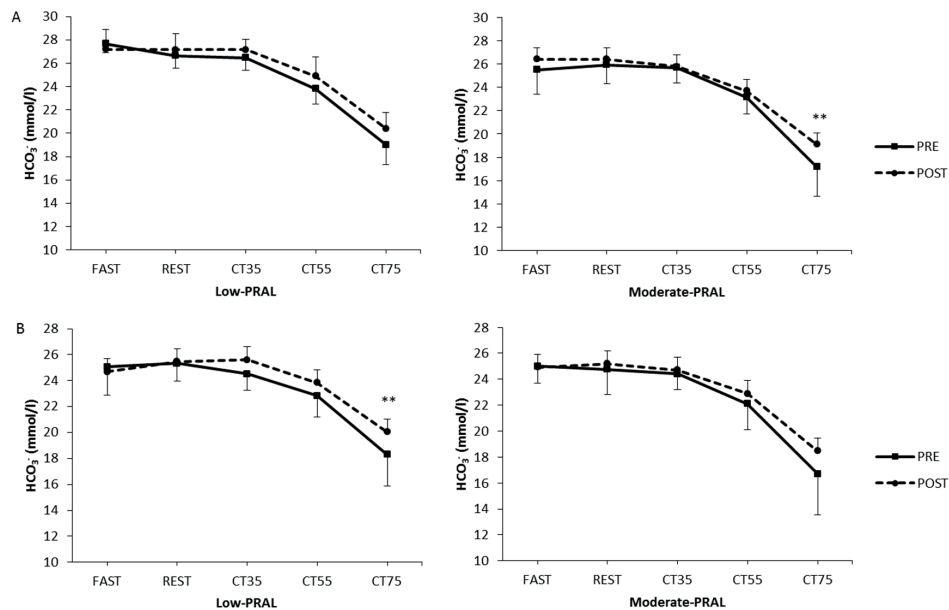 A
30
28
26
24
22
20
18
16
14
12
10
HCO₃⁻ (mmol/l)
FAST REST CT35 CT55 CT75
Low-PRAL
30
28
26
24
22
20
18
16
14
12
10
HCO₃⁻ (mmol/l)
**
FAST REST CT35 CT55 CT75
Moderate-PRAL
PRE
POST
B
28
26
24
22
20
18
16
14
12
10
HCO₃⁻ (mmol/l)
**
FAST REST CT35 CT55 CT75
Low-PRAL
28
26
24
22
20
18
16
14
12
10
HCO₃⁻ (mmol/l)
FAST REST CT35 CT55 CT75
Moderate-PRAL
PRE
POST